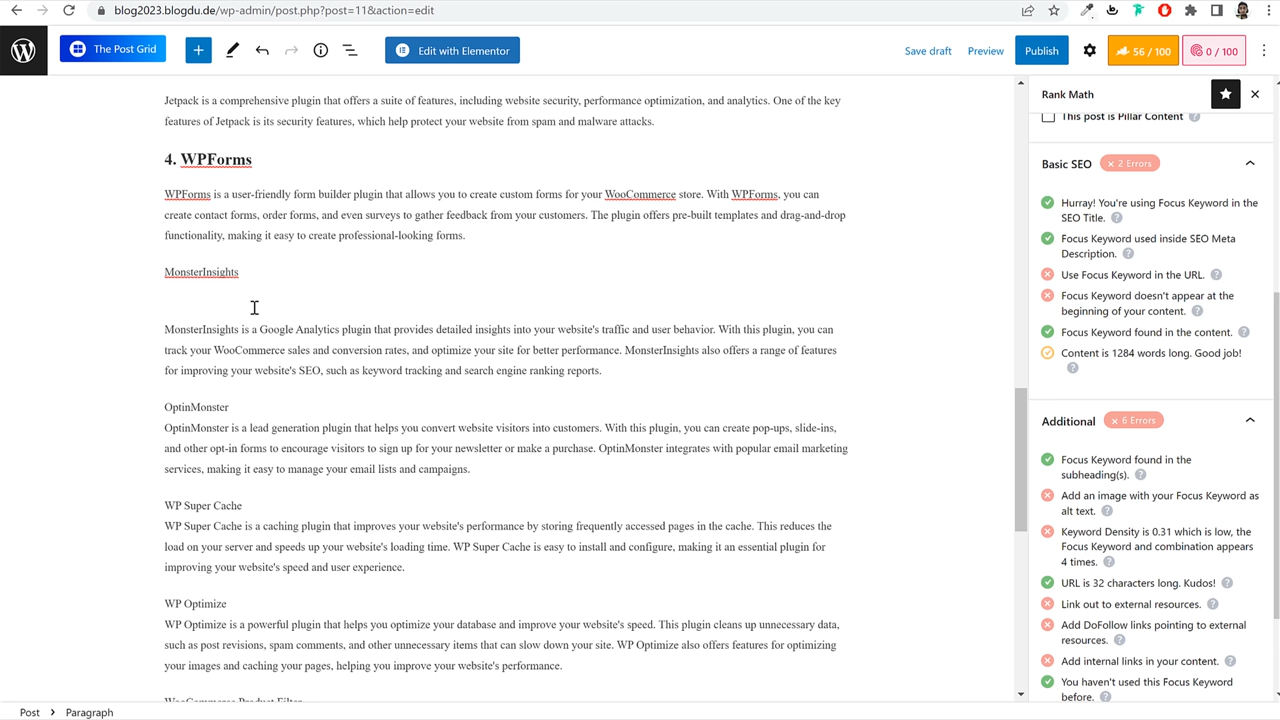 blog2023.blogdu.de/wp-admin/post.php?post=11&action=edit
The Post Grid
Edit with Elementor
Save draft
Preview
Publish
56 / 100
0 / 100
Jetpack is a comprehensive plugin that offers a suite of features, including website security, performance optimization, and analytics. One of the key
features of Jetpack is its security features, which help protect your website from spam and malware attacks.
4. WPForms
WPForms is a user-friendly form builder plugin that allows you to create custom forms for your WooCommerce store. With WPForms, you can
create contact forms, order forms, and even surveys to gather feedback from your customers. The plugin offers pre-built templates and drag-and-drop
functionality, making it easy to create professional-looking forms.
MonsterInsights
MonsterInsights is a Google Analytics plugin that provides detailed insights into your website's traffic and user behavior. With this plugin, you can
track your WooCommerce sales and conversion rates, and optimize your site for better performance. MonsterInsights also offers a range of features
for improving your website's SEO, such as keyword tracking and search engine ranking reports.
OptinMonster
OptinMonster is a lead generation plugin that helps you convert website visitors into customers. With this plugin, you can create pop-ups, slide-ins,
and other opt-in forms to encourage visitors to sign up for your newsletter or make a purchase. OptinMonster integrates with popular email marketing
services, making it easy to manage your email lists and campaigns.
WP Super Cache
WP Super Cache is a caching plugin that improves your website's performance by storing frequently accessed pages in the cache. This reduces the
load on your server and speeds up your website's loading time. WP Super Cache is easy to install and configure, making it an essential plugin for
improving your website's speed and user experience.
WP Optimize
WP Optimize is a powerful plugin that helps you optimize your database and improve your website's speed. This plugin cleans up unnecessary data,
such as post revisions, spam comments, and other unnecessary items that can slow down your site. WP Optimize also offers features for optimizing
your images and caching your pages, helping you improve your website's performance.
WooCommerce Product Filter
Rank Math
This post is Pillar Content
Basic SEO
× 2 Errors
Hurray! You're using Focus Keyword in the
SEO Title.
Focus Keyword used inside SEO Meta
Description.
Use Focus Keyword in the URL.
Focus Keyword doesn't appear at the
beginning of your content.
Focus Keyword found in the content.
Content is 1284 words long. Good job!
Additional
× 6 Errors
Focus Keyword found in the
subheading(s).
Add an image with your Focus Keyword as
alt text.
Keyword Density is 0.31 which is low, the
Focus Keyword and combination appears
4 times.
URL is 32 characters long. Kudos!
Link out to external resources.
Add DoFollow links pointing to external
resources.
Add internal links in your content.
You haven't used this Focus Keyword
before.
Post
Paragraph